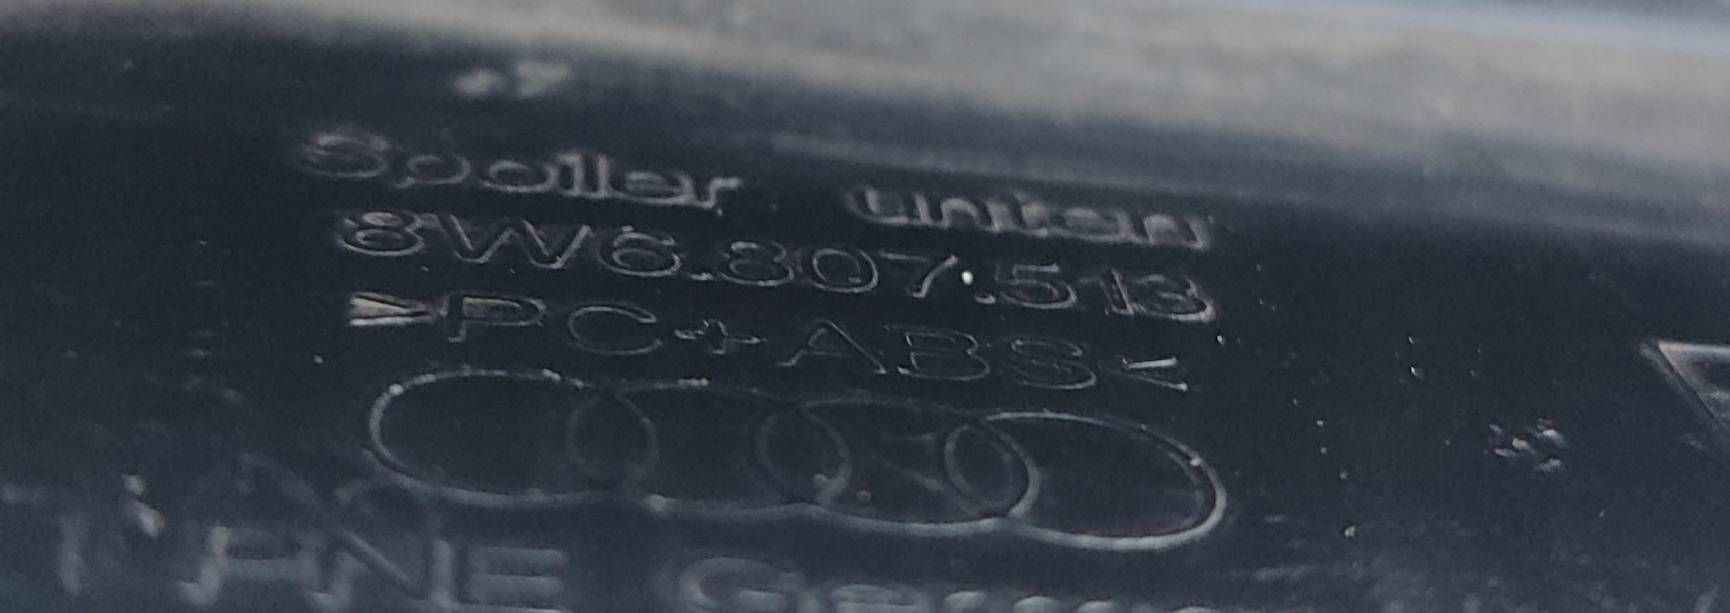 Spoiler unten
8W6.807.513
>PC+ABS<